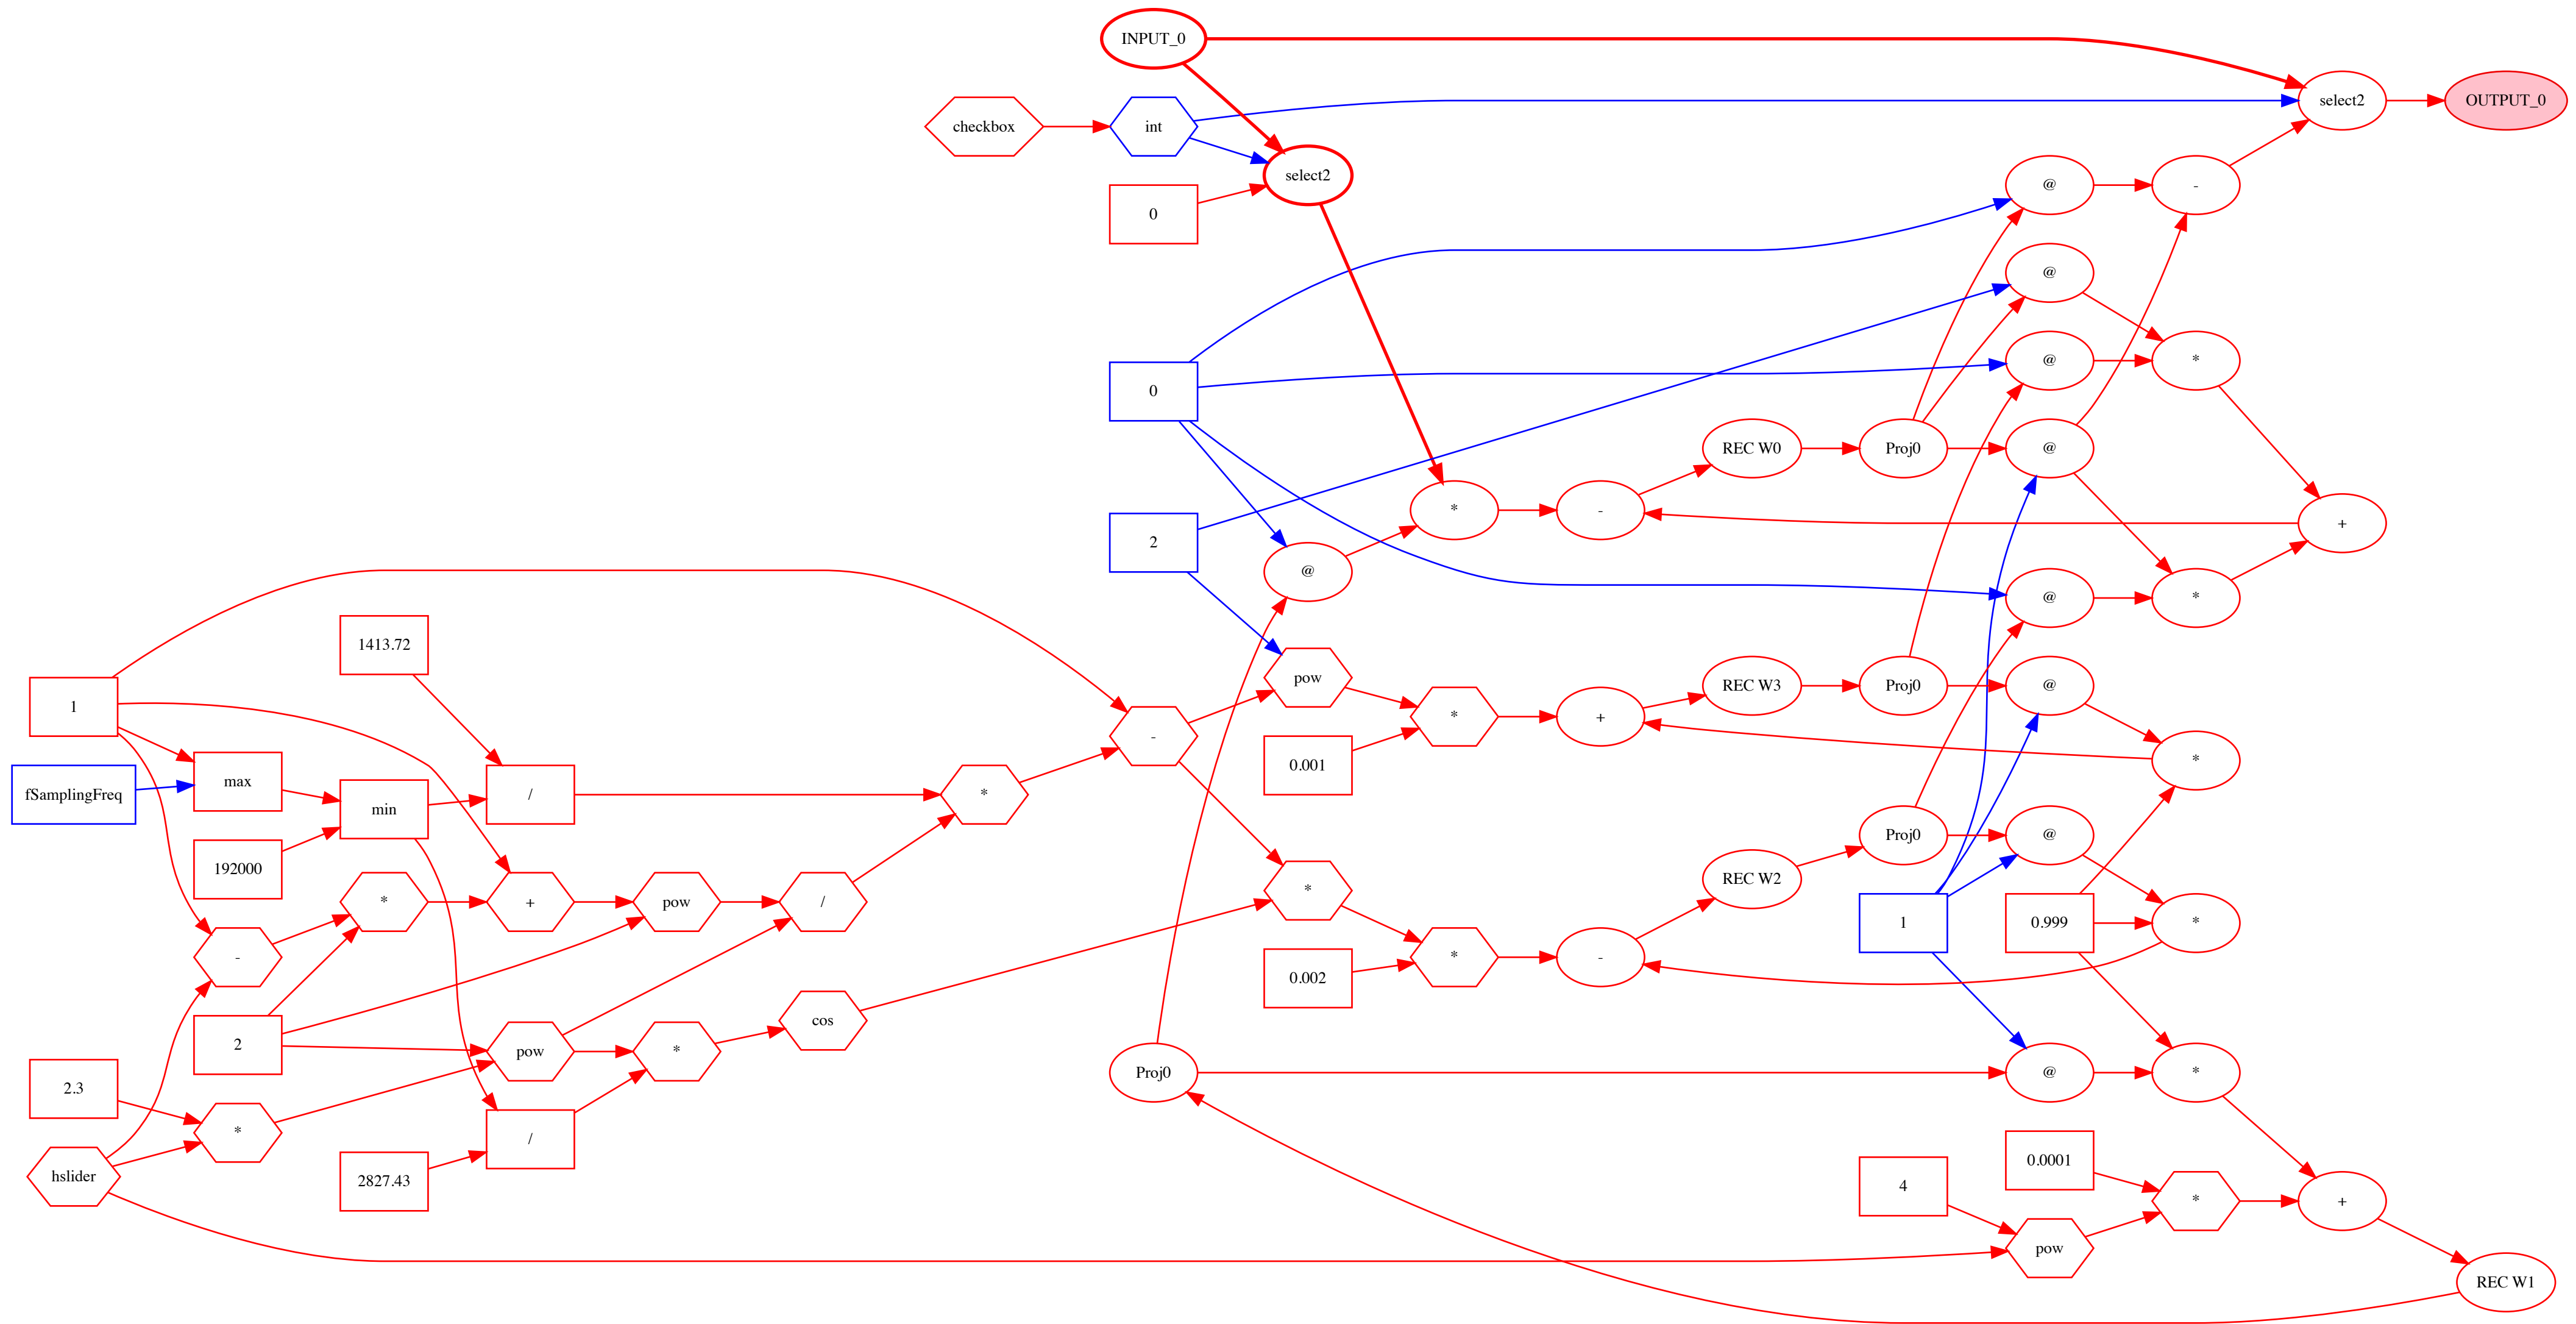 INPUT_0
select2
OUTPUT_0
checkbox
int
select2
0
@
-
@
0
@
*
REC W0
Proj0
@
*
-
+
2
@
@
*
1413.72
pow
REC W3
Proj0
@
1
*
+
-
0.001
*
max
fSamplingFreq
min
/
*
192000
Proj0
@
REC W2
*
*
+
pow
/
1
0.999
*
-
*
-
0.002
cos
2
pow
*
Proj0
@
*
2.3
*
/
hslider
2827.43
0.0001
4
*
+
pow
REC W1